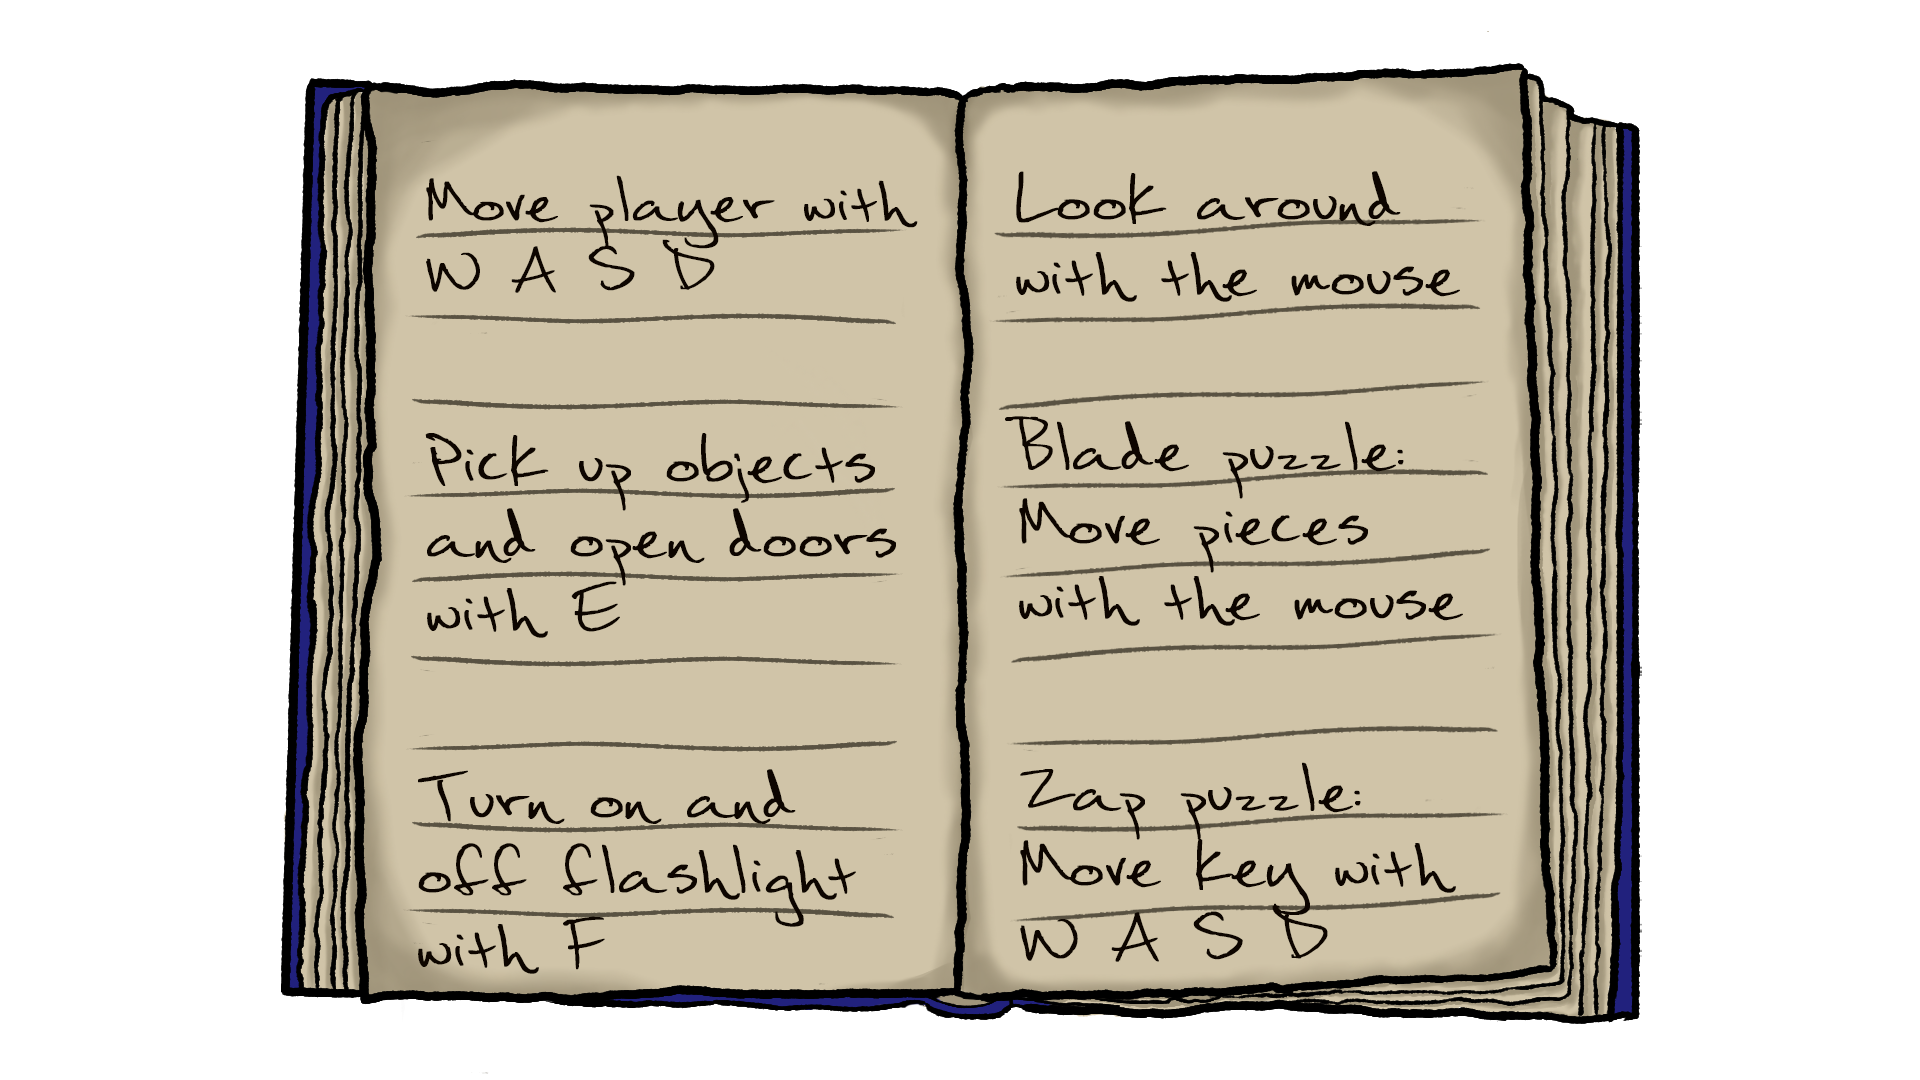 Move player with
W A S D
Pick up objects
and open doors
with E
Turn on and
off flashlight
with F
Look around
with the mouse
Blade puzzle:
Move pieces
with the mouse
Zap puzzle:
Move key with
W A S D